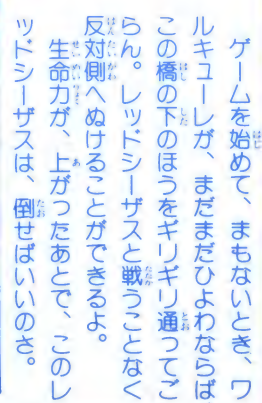 ゲームを始めて、まもないとき、ワ
ルキューレが、まだまだひよわならば
この橋の下のほうをギリギリ通ってご
らん。レッドシーザスと戦うことなく
反対側へぬけることができるよ。
生命力が、上がったあとで、このレ
ッドシーザスは、倒せばいいのさ。